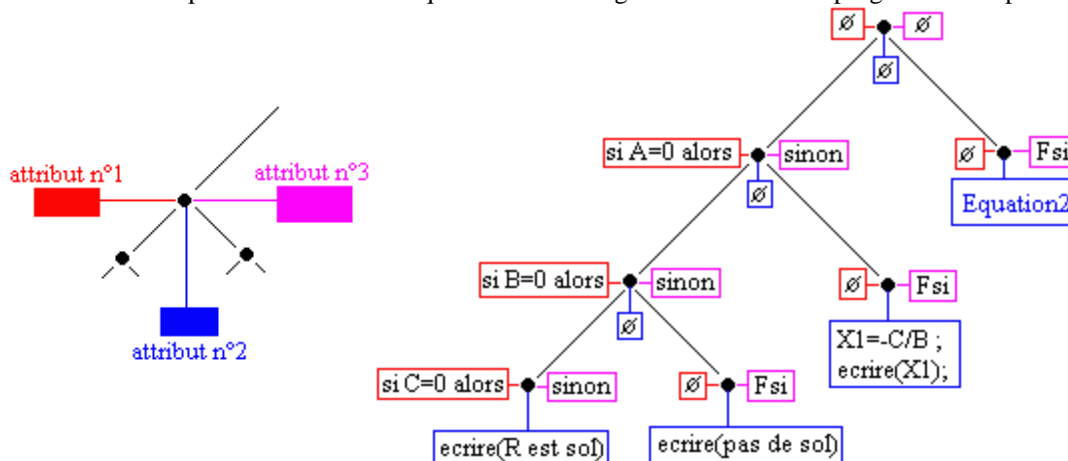 Ø Ø
Ø
si A=0 alors sinon Ø Fsi
attribut n°1 attribut n°3
Ø
Equation2
si B=0 alors sinon Ø Fsi
Ø
X1=-C/B ;
ecrire(X1);
attribut n°2
si C=0 alors sinon Ø Fsi
ecrire(R est sol) ecrire(pas de sol)